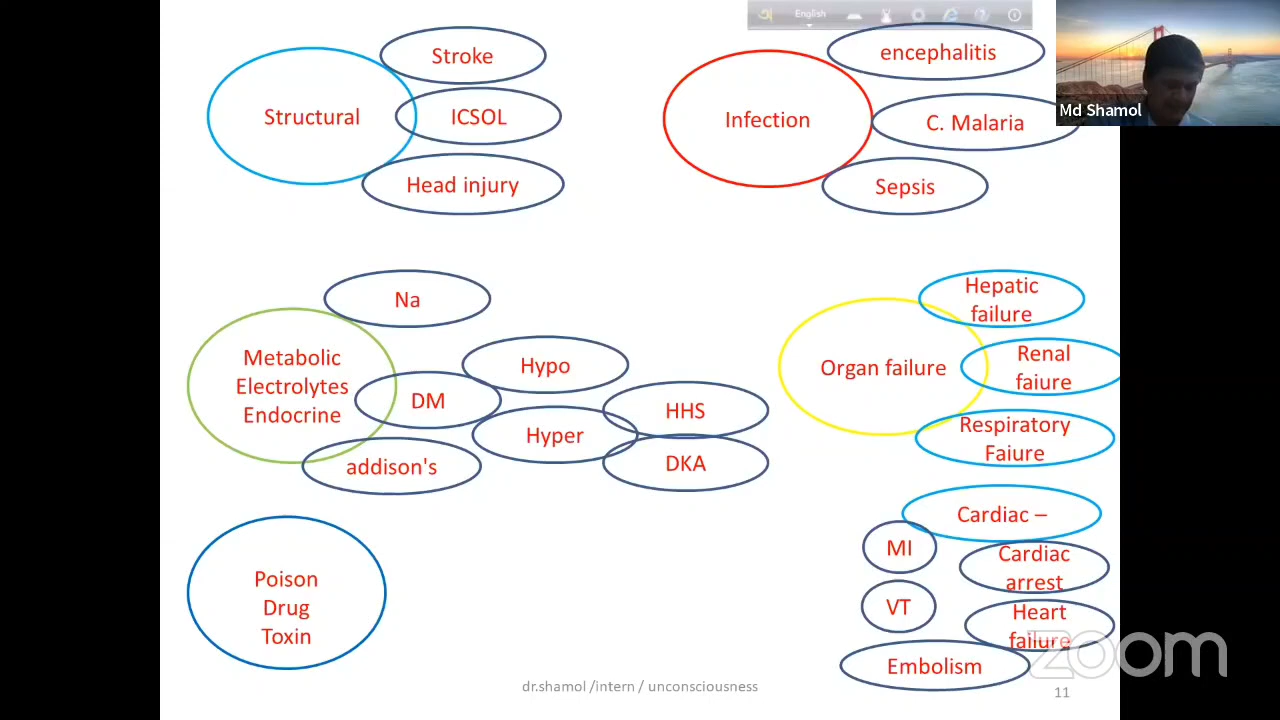 English
Structural
Stroke
ICSOL
Head injury
Infection
encephalitis
C. Malaria
Sepsis
Md Shamol
Metabolic
Electrolytes
Endocrine
Na
DM
addison's
Hypo
Hyper
HHS
DKA
Organ failure
Hepatic
failure
Renal
faiure
Respiratory
Faiure
Cardiac –
MI
Cardiac
arrest
VT
Heart
failure
Embolism
Poison
Drug
Toxin
zoom
dr.shamol /intern / unconsciousness
11